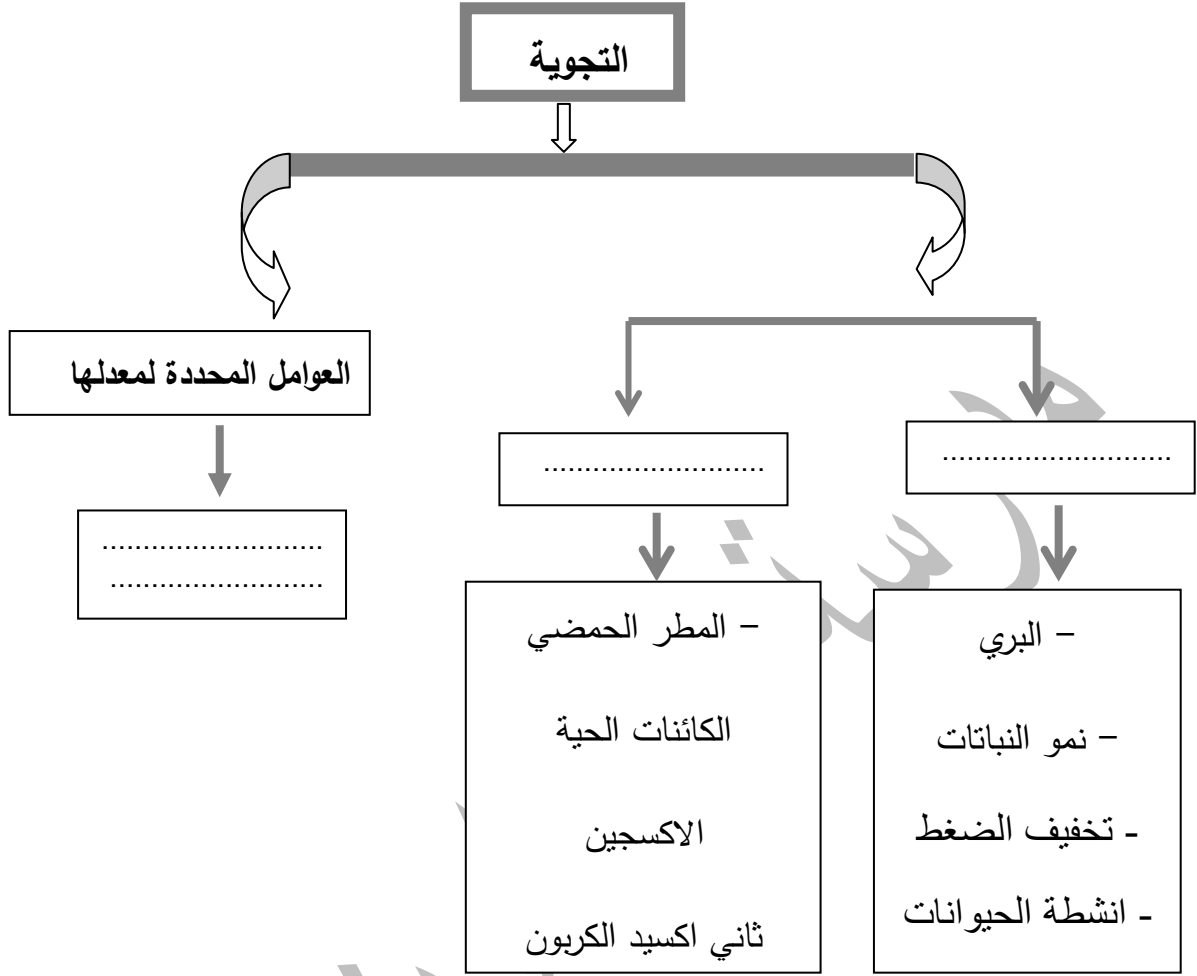 التجوية
العوامل المحددة لمعدلها
...........................
...........................
............................
...........................
– البري
– نمو النباتات
- تخفيف الضغط
- انشطة الحيوانات
– المطر الحمضي
الكائنات الحية
الاكسجين
ثاني اكسيد الكربون